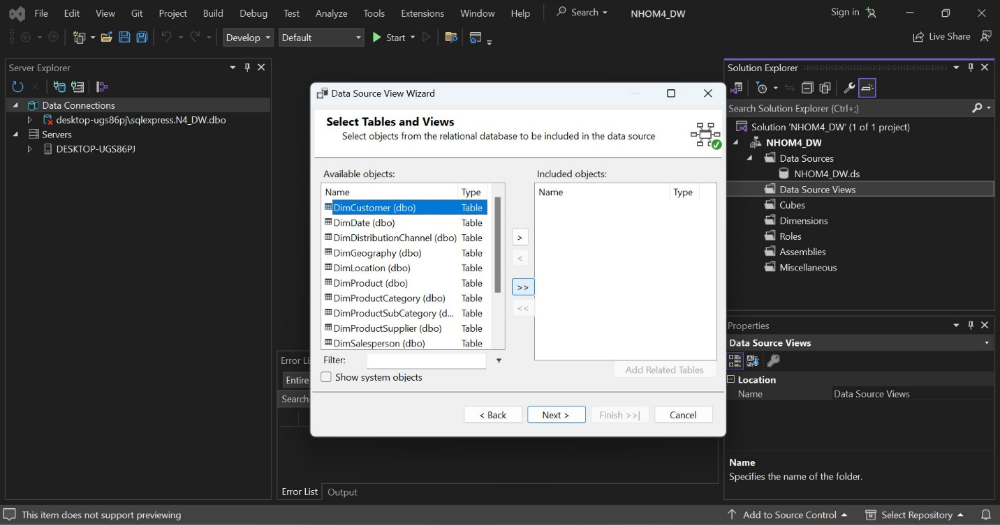 File Edit View Git Project Build Debug Test Analyze Tools Extensions Window Help Search NHOM4_DW Sign in
Develop Default Start Live Share
Server Explorer
Data Connections
desktop-ugs86pj\sqlexpress.N4_DW.dbo
Servers
DESKTOP-UGS86PJ
Data Source View Wizard
Select Tables and Views
Select objects from the relational database to be included in the data source
Available objects:
Name Type
DimCustomer (dbo) Table
DimDate (dbo) Table
DimDistributionChannel (dbo) Table
DimGeography (dbo) Table
DimLocation (dbo) Table
DimProduct (dbo) Table
DimProductCategory (dbo) Table
DimProductSubCategory (d... Table
DimProductSupplier (dbo) Table
DimSalesperson (dbo) Table
>
<
>>
<<
Included objects:
Name Type
Filter:
Add Related Tables
Show system objects
< Back Next > Finish >>| Cancel
Error Li
Entire
Search
Error List Output
Solution Explorer
Search Solution Explorer (Ctrl+;)
Solution 'NHOM4_DW' (1 of 1 project)
NHOM4_DW
Data Sources
NHOM4_DW.ds
Data Source Views
Cubes
Dimensions
Roles
Assemblies
Miscellaneous
Properties
Data Source Views
Location
Name Data Source Views
Name
Specifies the name of the folder.
This item does not support previewing Add to Source Control Select Repository